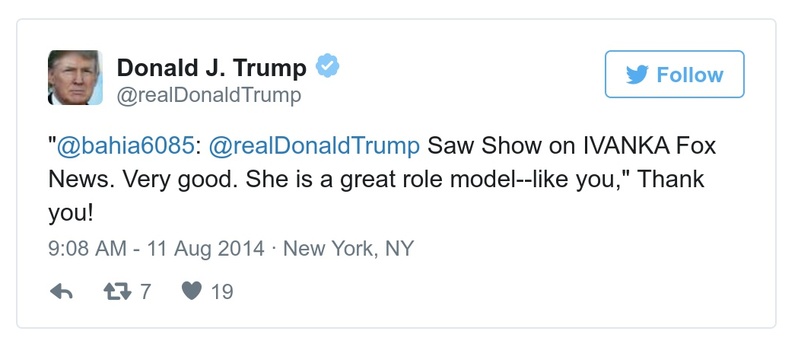 Donald J. Trump
@realDonaldTrump
Follow
"@bahia6085: @realDonaldTrump Saw Show on IVANKA Fox
News. Very good. She is a great role model--like you," Thank
you!
9:08 AM - 11 Aug 2014 · New York, NY
7 19